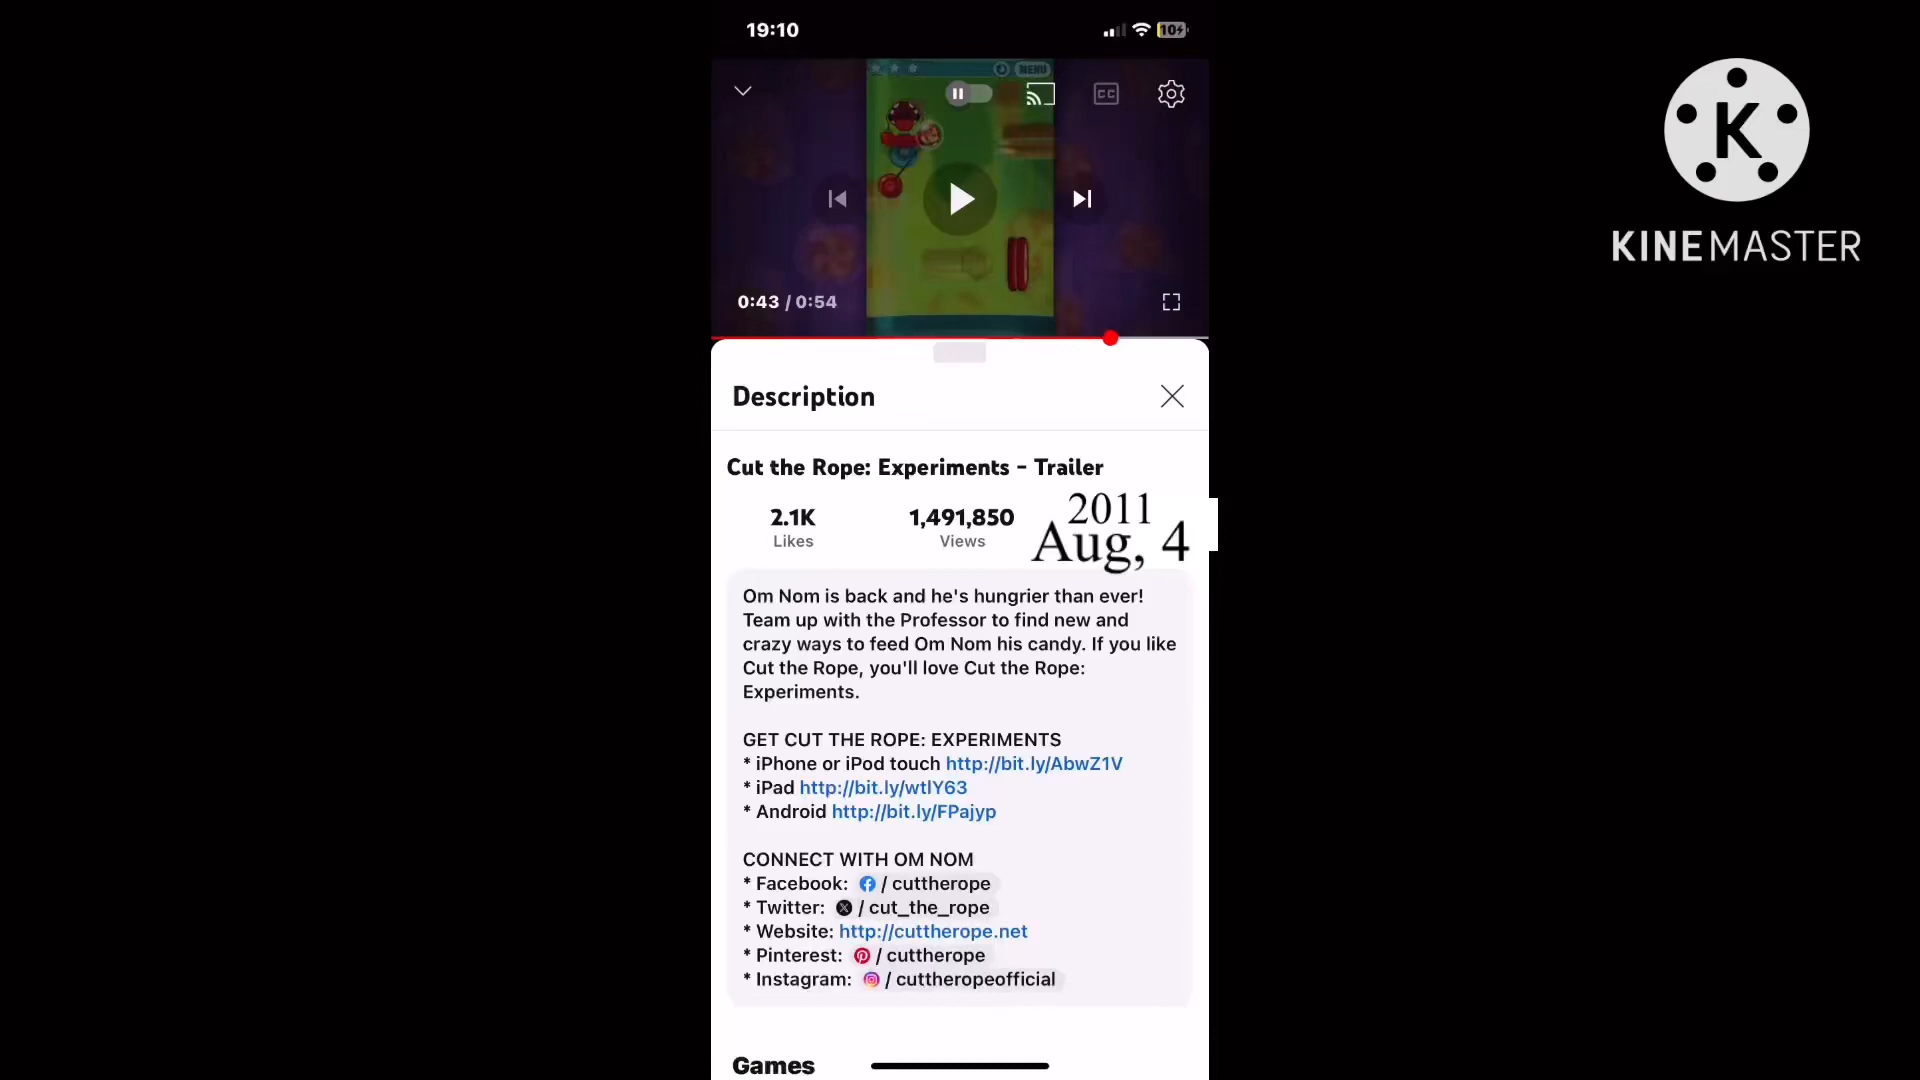 19:10
10
MENU
CC
0:43 / 0:54
K
KINEMASTER
Description
Cut the Rope: Experiments - Trailer
2.1K
Likes
1,491,850
Views
2011
Aug, 4
Om Nom is back and he's hungrier than ever!
Team up with the Professor to find new and
crazy ways to feed Om Nom his candy. If you like
Cut the Rope, you'll love Cut the Rope:
Experiments.
GET CUT THE ROPE: EXPERIMENTS
* iPhone or iPod touch http://bit.ly/AbwZ1V
* iPad http://bit.ly/wtlY63
* Android http://bit.ly/FPajyp
CONNECT WITH OM NOM
* Facebook: / cuttherope
* Twitter: / cut_the_rope
* Website: http://cuttherope.net
* Pinterest: / cuttherope
* Instagram: / cuttheropeofficial
Games